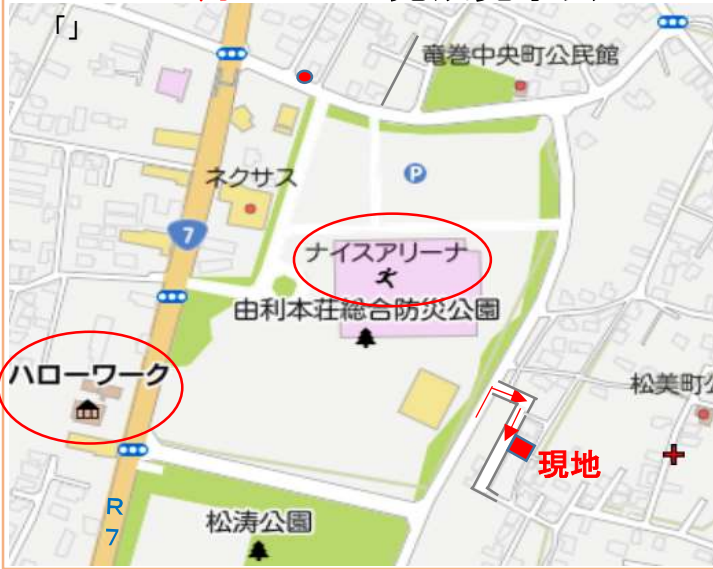 「」
竜巻中央町公民館
ネクサス
P
7
ナイスアリーナ
由利本荘総合防災公園
ハローワーク
松美町公
現地
R
7
松涛公園